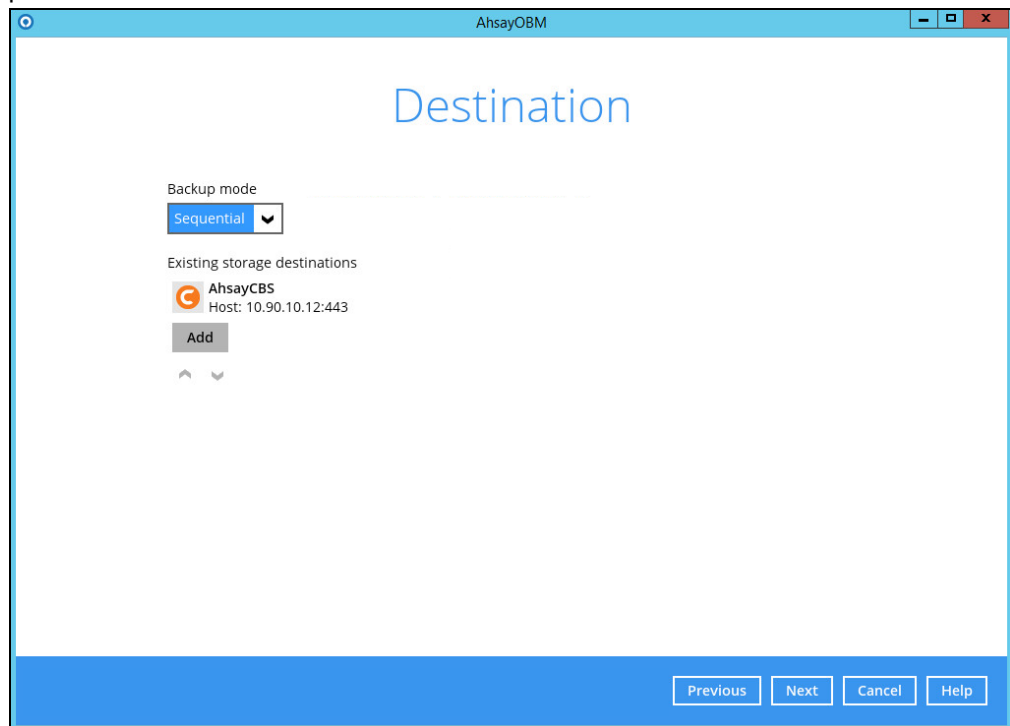 AhsayOBM
Destination
Backup mode
Sequential
Existing storage destinations
AhsayCBS
Host: 10.90.10.12:443
Add
Previous Next Cancel Help